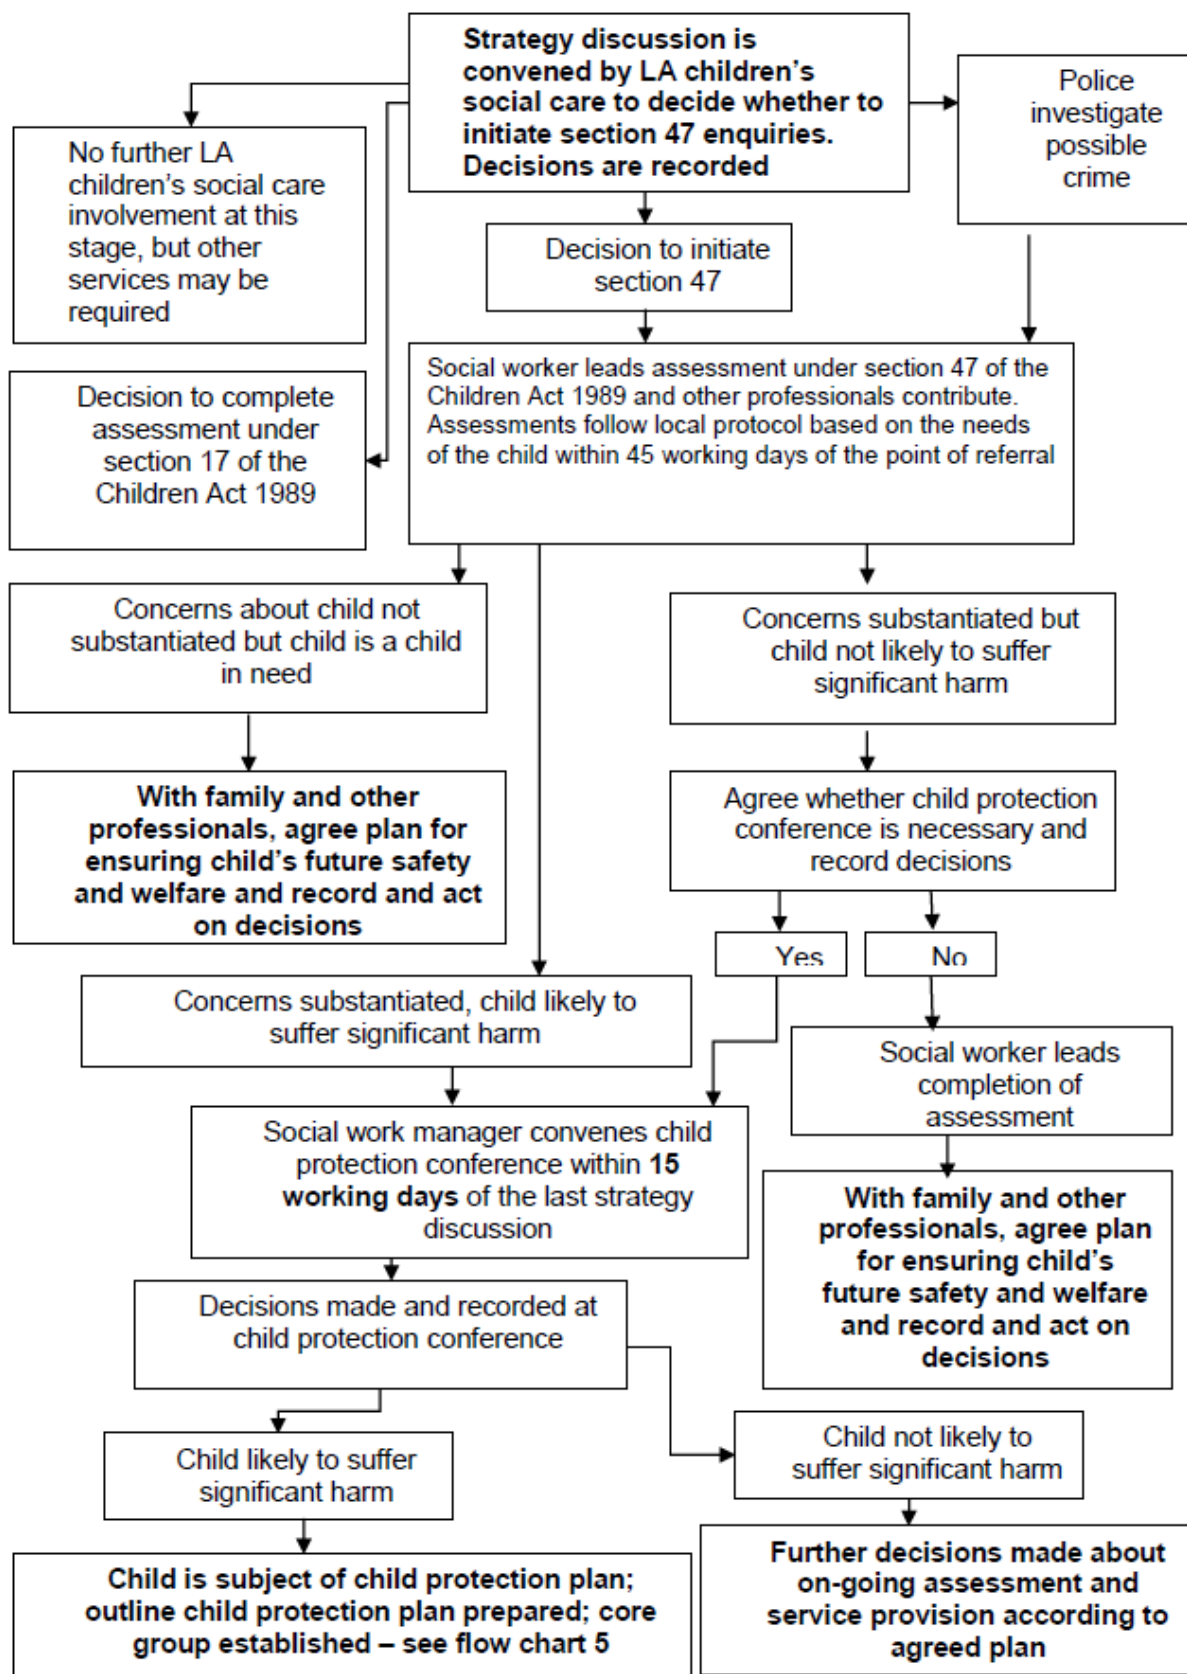 Strategy discussion is
convened by LA children’s
social care to decide whether to
initiate section 47 enquiries.
Decisions are recorded
Police
investigate
possible
crime
No further LA
children’s social care
involvement at this
stage, but other
services may be
required
Decision to initiate
section 47
Decision to complete
assessment under
section 17 of the
Children Act 1989
Social worker leads assessment under section 47 of the
Children Act 1989 and other professionals contribute.
Assessments follow local protocol based on the needs
of the child within 45 working days of the point of referral
Concerns about child not
substantiated but child is a child
in need
Concerns substantiated but
child not likely to suffer
significant harm
With family and other
professionals, agree plan for
ensuring child’s future safety
and welfare and record and act
on decisions
Agree whether child protection
conference is necessary and
record decisions
Yes
No
Concerns substantiated, child likely to
suffer significant harm
Social worker leads
completion of
assessment
Social work manager convenes child
protection conference within 15
working days of the last strategy
discussion
With family and other
professionals, agree plan
for ensuring child’s
future safety and welfare
and record and act on
decisions
Decisions made and recorded at
child protection conference
Child likely to suffer
significant harm
Child not likely to
suffer significant harm
Child is subject of child protection plan;
outline child protection plan prepared; core
group established – see flow chart 5
Further decisions made about
on-going assessment and
service provision according to
agreed plan